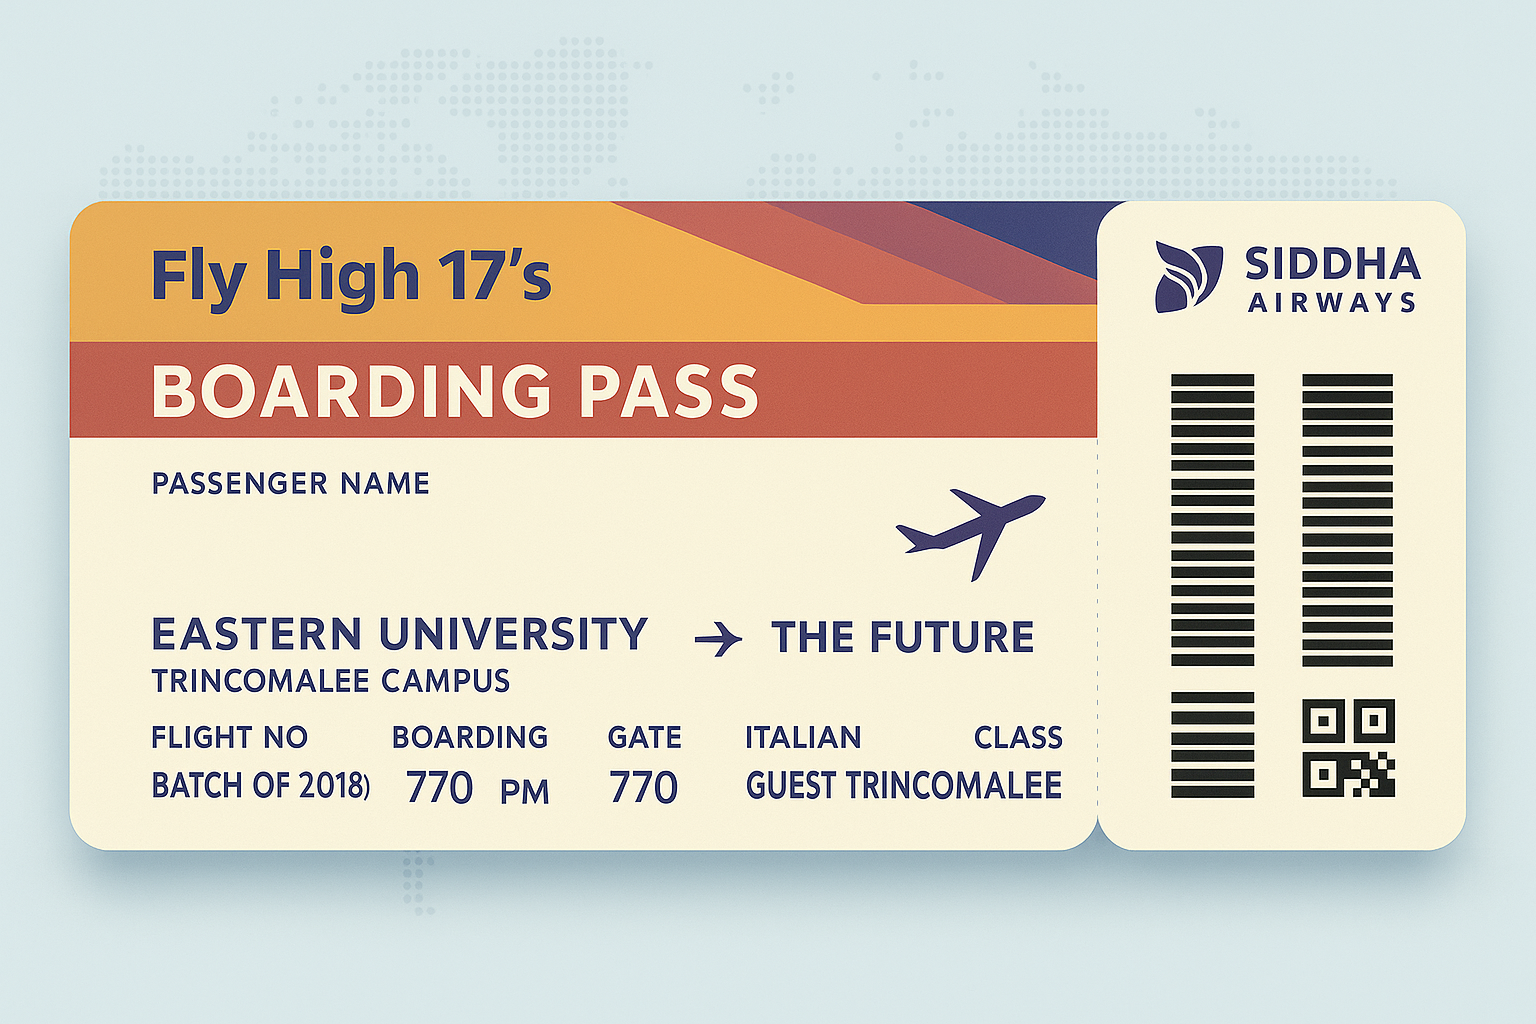 Fly High 17's
BOARDING PASS
PASSENGER NAME
EASTERN UNIVERSITY THE FUTURE
TRINCOMALEE CAMPUS
FLIGHT NO BOARDING GATE ITALIAN CLASS
BATCH OF 2018) 770 PM 770 GUEST TRINCOMALEE
SIDDHA
AIRWAYS